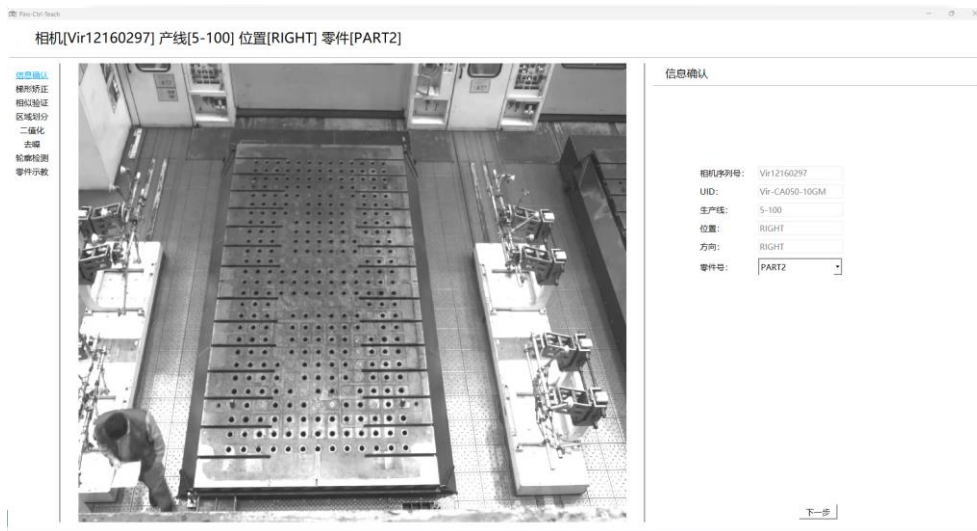 Pins-Ctrl-Teach
相机[Vir12160297] 产线[5-100] 位置[RIGHT] 零件[PART2]
信息确认
梯形矫正
相似验证
区域划分
二值化
去噪
轮廓检测
零件示教
信息确认
相机序列号: Vir12160297
UID: Vir-CA050-10GM
生产线: 5-100
位置: RIGHT
方向: RIGHT
零件号: PART2
下一步